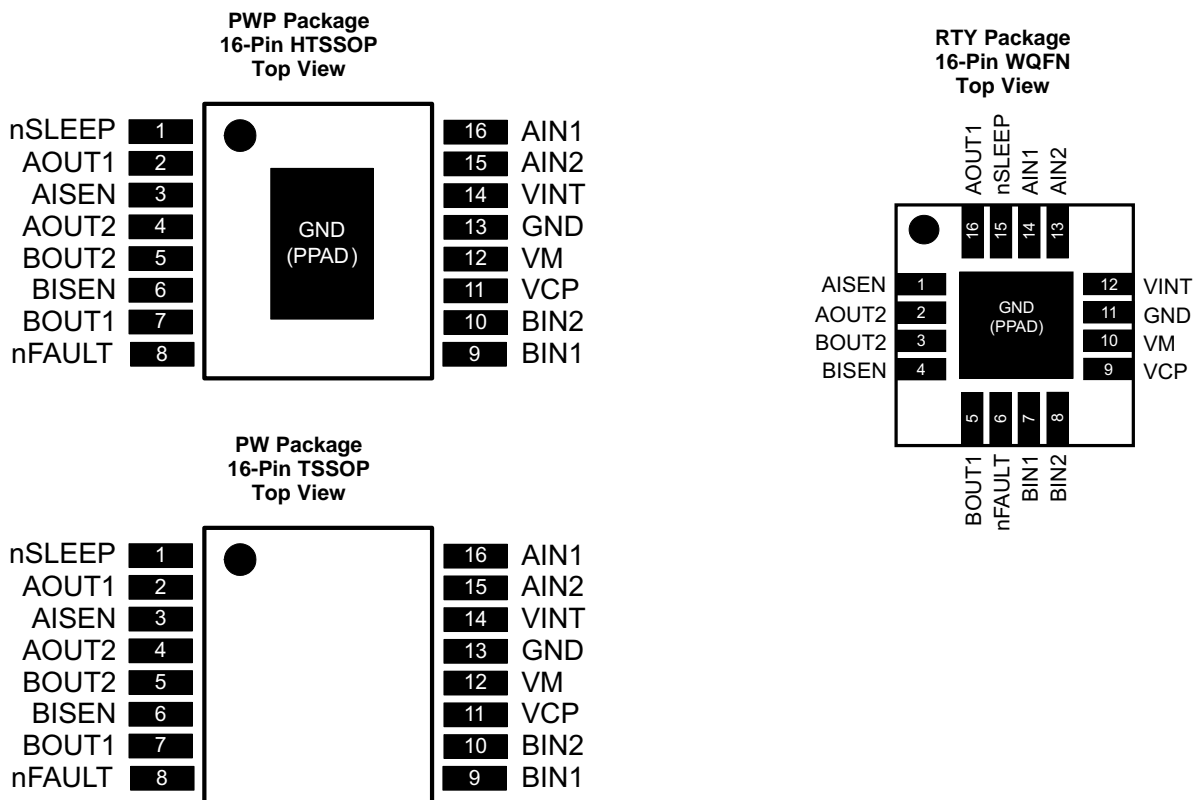 PWP Package
16-Pin HTSSOP
Top View
nSLEEP 1
AOUT1 2
AISEN 3
AOUT2 4
BOUT2 5
BISEN 6
BOUT1 7
nFAULT 8
GND
(PPAD)
16 AIN1
15 AIN2
14 VINT
13 GND
12 VM
11 VCP
10 BIN2
9 BIN1
RTY Package
16-Pin WQFN
Top View
AOUT1
nSLEEP
AIN1
AIN2
16
15
14
13
AISEN 1
AOUT2 2
BOUT2 3
BISEN 4
GND
(PPAD)
12 VINT
11 GND
10 VM
9 VCP
5
6
7
8
BOUT1
nFAULT
BIN1
BIN2
PW Package
16-Pin TSSOP
Top View
nSLEEP 1
AOUT1 2
AISEN 3
AOUT2 4
BOUT2 5
BISEN 6
BOUT1 7
nFAULT 8
16 AIN1
15 AIN2
14 VINT
13 GND
12 VM
11 VCP
10 BIN2
9 BIN1